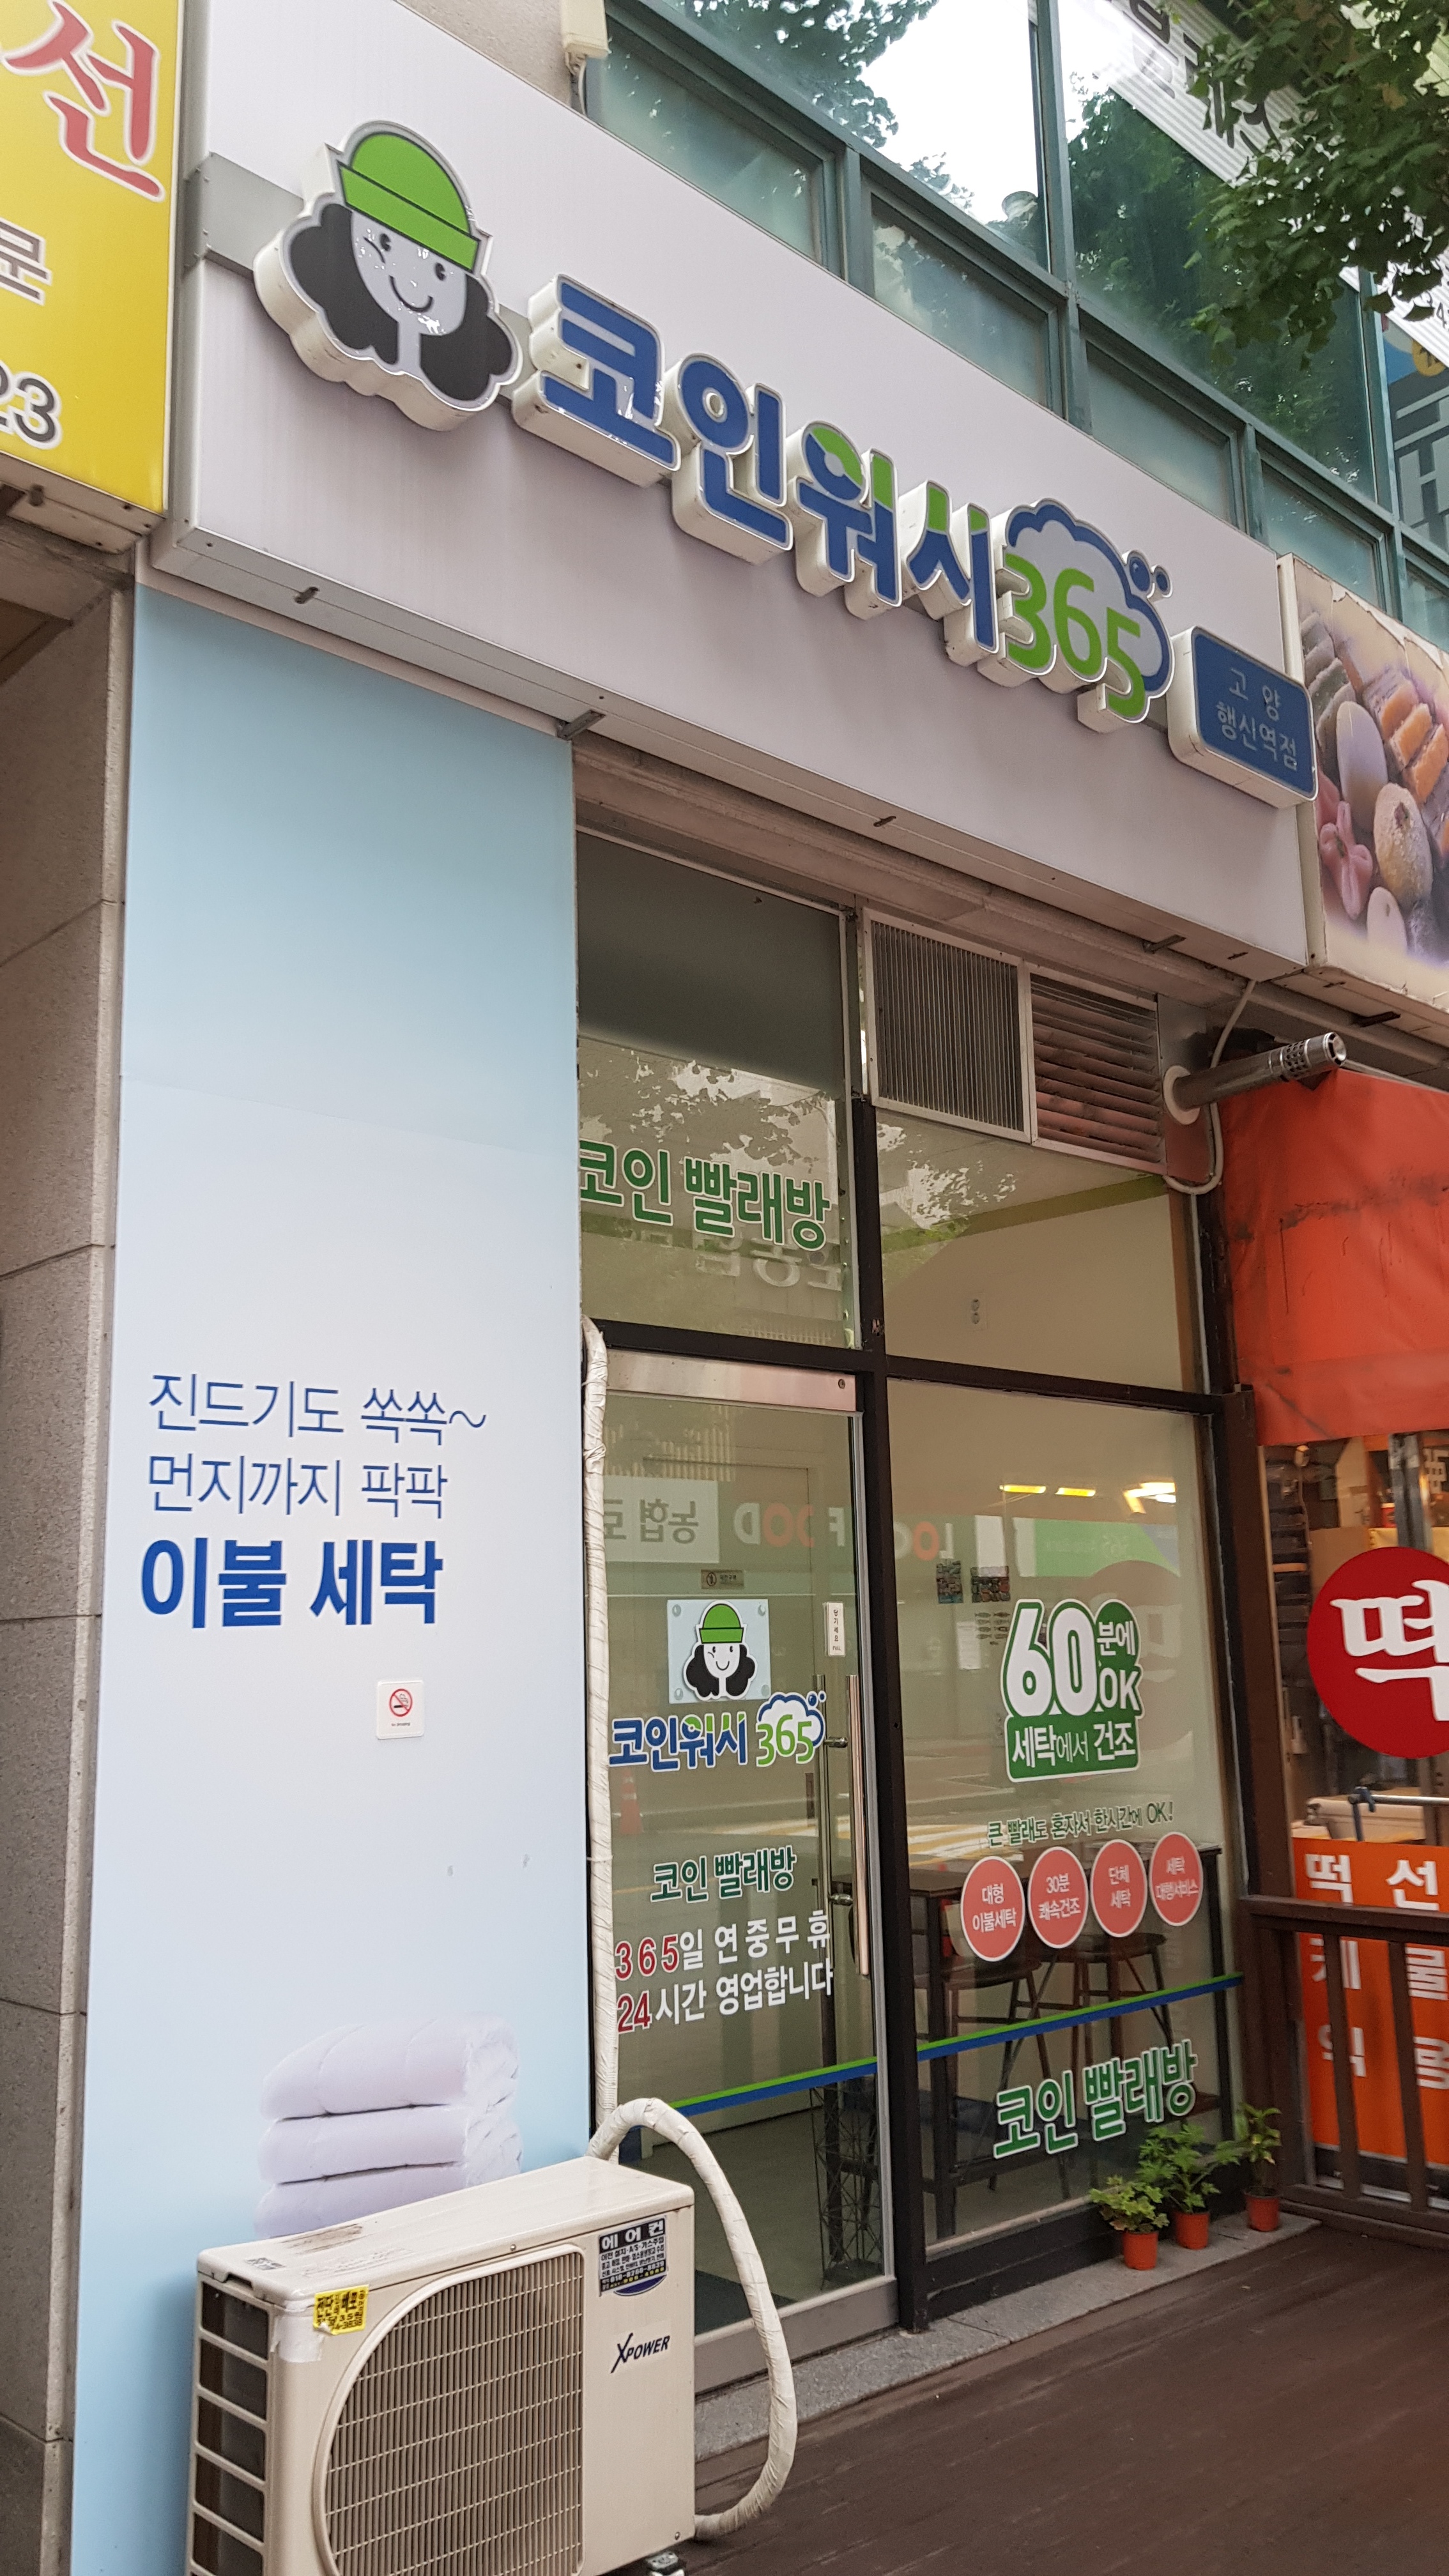 선
문
23
코인워시365
고양
행신역점
코인 빨래방
진드기도 쏙쏙~
먼지까지 팍팍
이불 세탁
코인워시 365
코인 빨래방
365일 연중무휴
24시간 영업합니다
60분에 OK
세탁에서 건조
큰 빨래도 혼자서 한시간에 OK!
대형
이불세탁
30분
쾌속건조
단체
세탁
세탁
대행서비스
코인 빨래방
떡
떡 선
에어컨
XPOWER